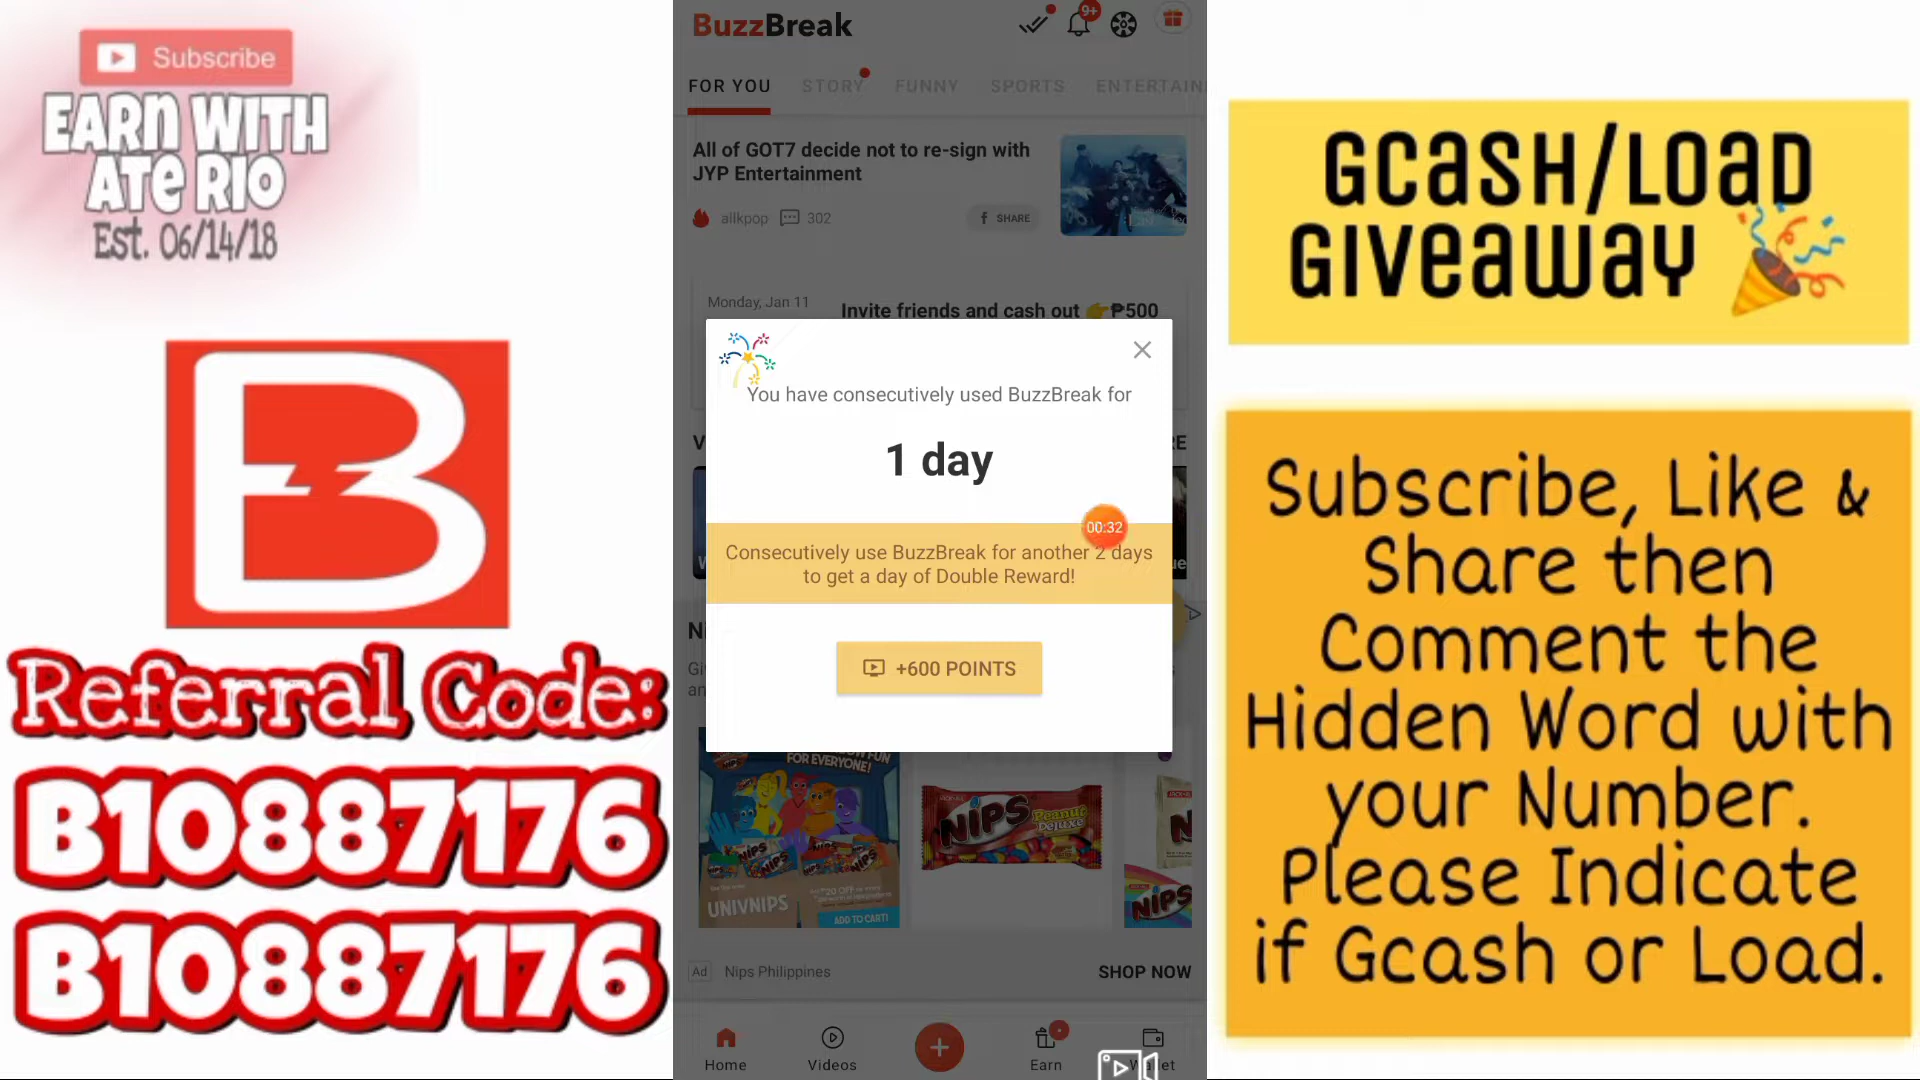 Subscribe
EARN WITH
ATE RIO
Est. 06/14/18
Referral Code:
B10887176
B10887176
BuzzBreak
9+
FOR YOU
STORY
FUNNY
SPORTS
ENTERTAIN
All of GOT7 decide not to re-sign with
JYP Entertainment
allkpop
302
SHARE
Monday, Jan 11
Invite friends and cash out 👉₱500
You have consecutively used BuzzBreak for
1 day
00:32
Consecutively use BuzzBreak for another 2 days
to get a day of Double Reward!
+600 POINTS
FOR EVERYONE!
NIPS
Peanut
Deluxe
NIPS
UNIVNIPS
ADD TO CART!
Ad
Nips Philippines
SHOP NOW
Home
Videos
Earn
GCASH/LOAD
GIVEAWAY 🎉
Subscribe, Like &
Share then
Comment the
Hidden Word with
your Number.
Please Indicate
if Gcash or Load.